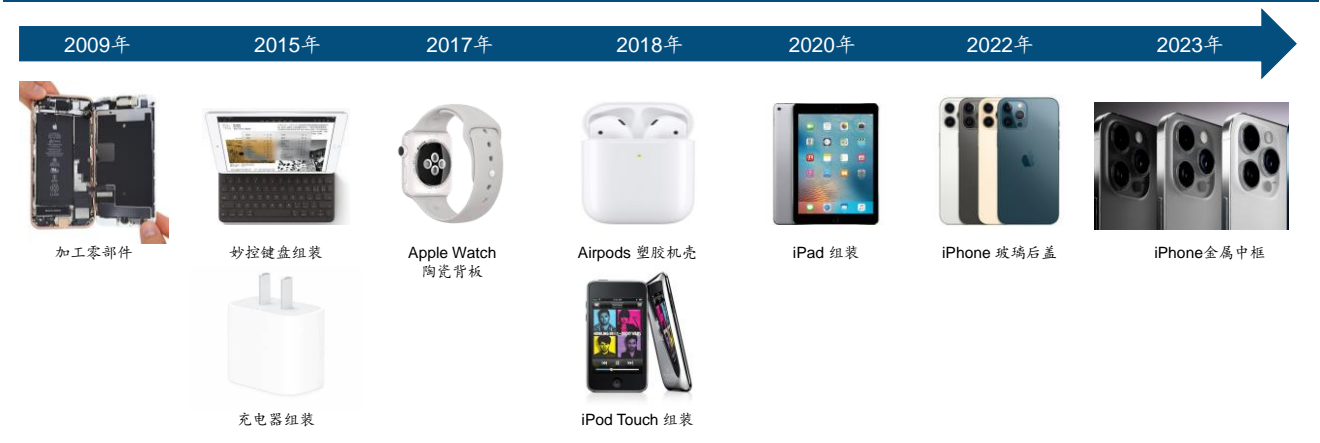 2009年
2015年
2017年
2018年
2020年
2022年
2023年
加工零部件
妙控键盘组装
Apple Watch
陶瓷背板
Airpods 塑胶机壳
iPad 组装
iPhone 玻璃后盖
iPhone金属中框
充电器组装
iPod Touch 组装